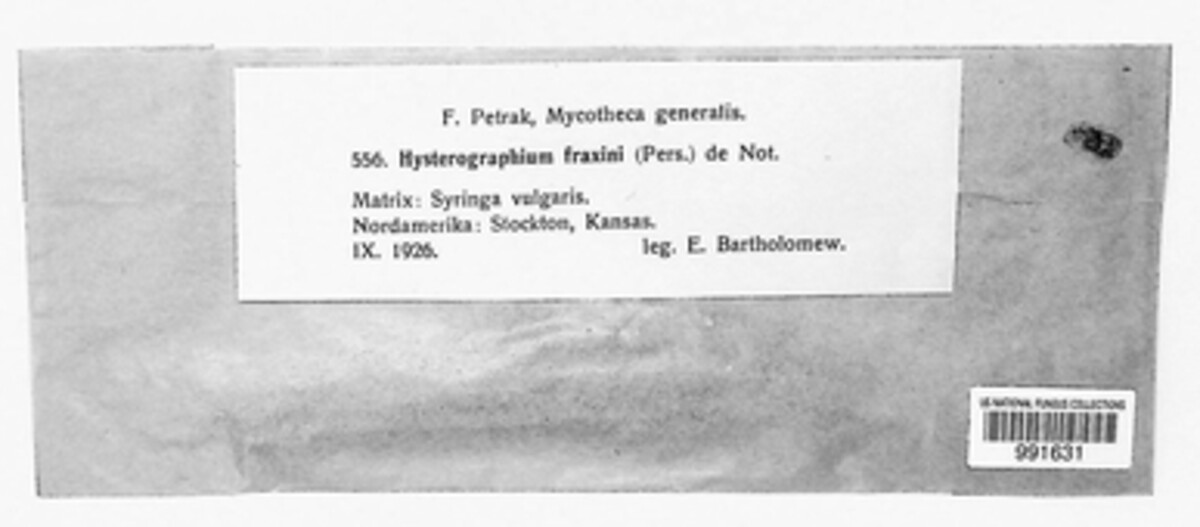 F. Petrak, Mycotheca generalis.
556. Hysterographium fraxini (Pers.) de Not.
Matrix: Syringa vulgaris.
Nordamerika: Stockton, Kansas.
IX. 1926. leg. E. Bartholomew.
US NATIONAL FUNGUS COLLECTIONS
991631